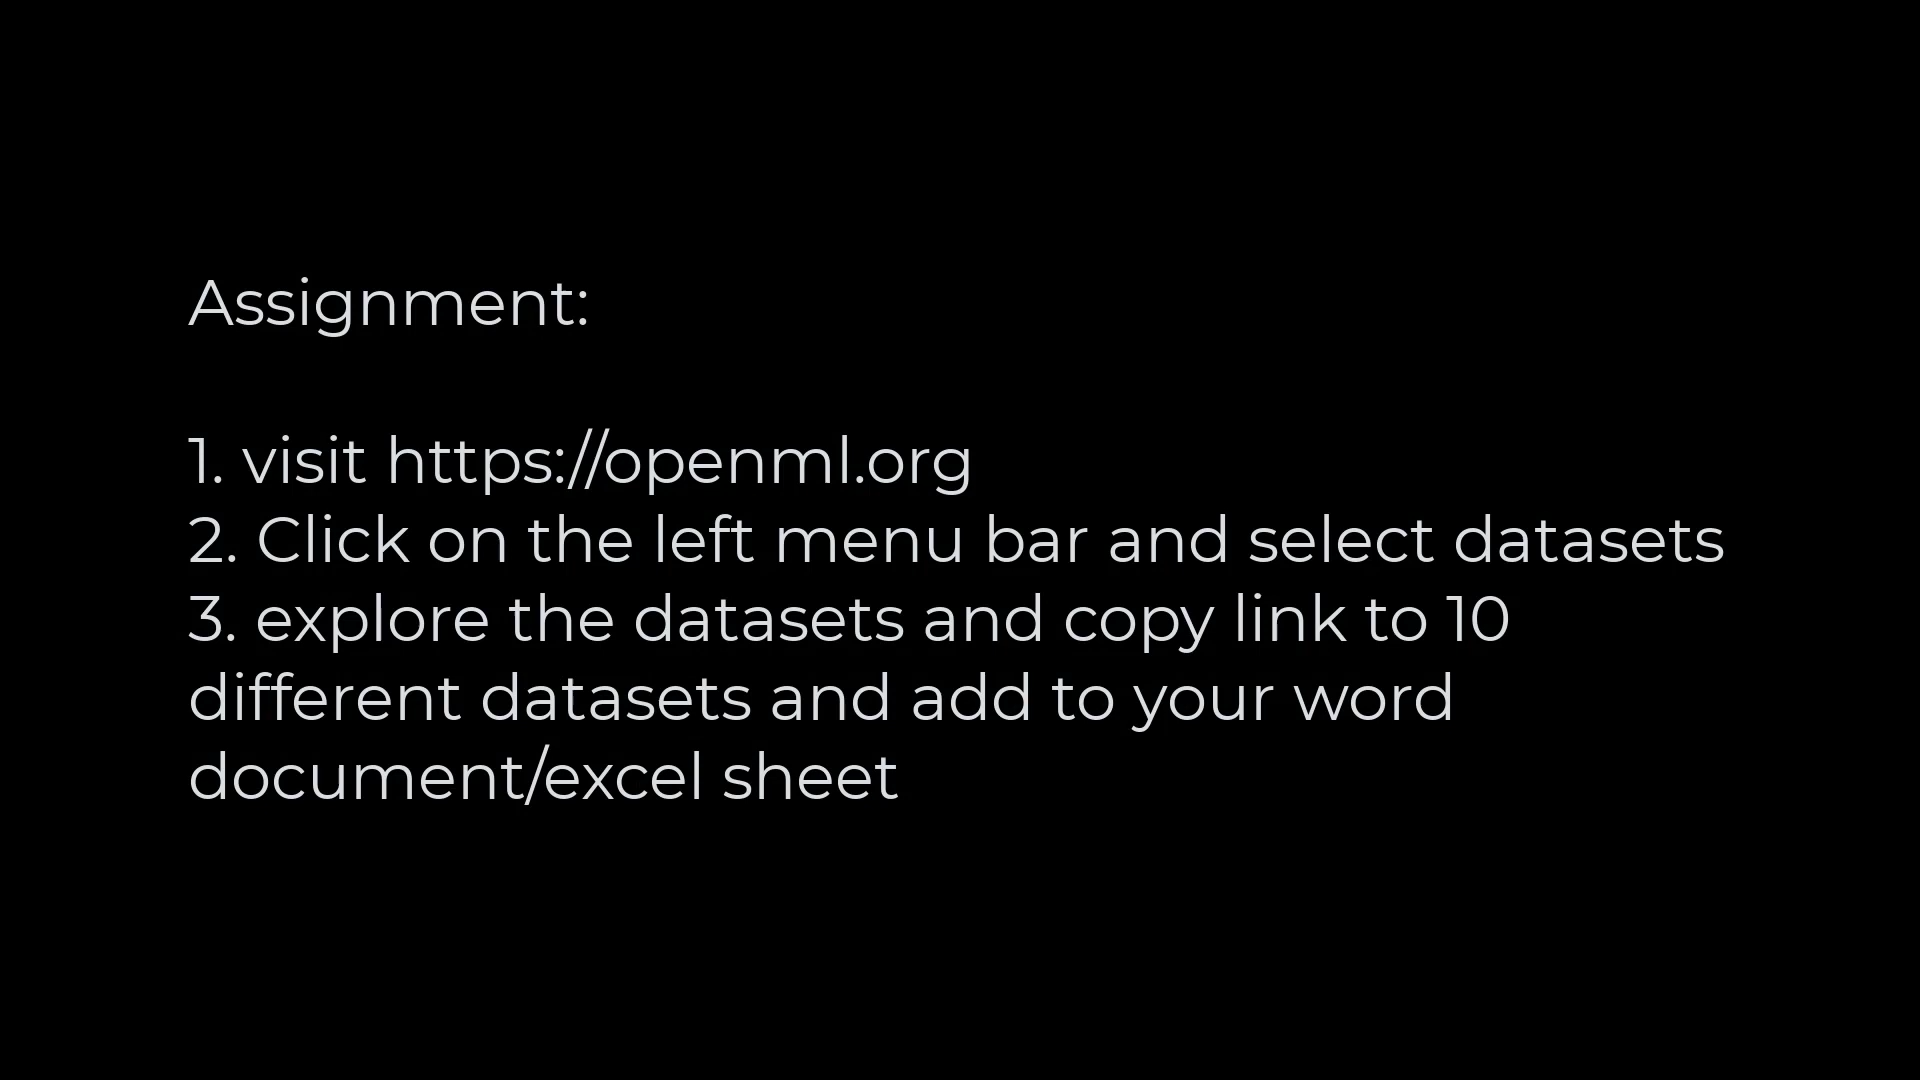 Assignment:
1. visit https://openml.org
2. Click on the left menu bar and select datasets
3. explore the datasets and copy link to 10
different datasets and add to your word
document/excel sheet